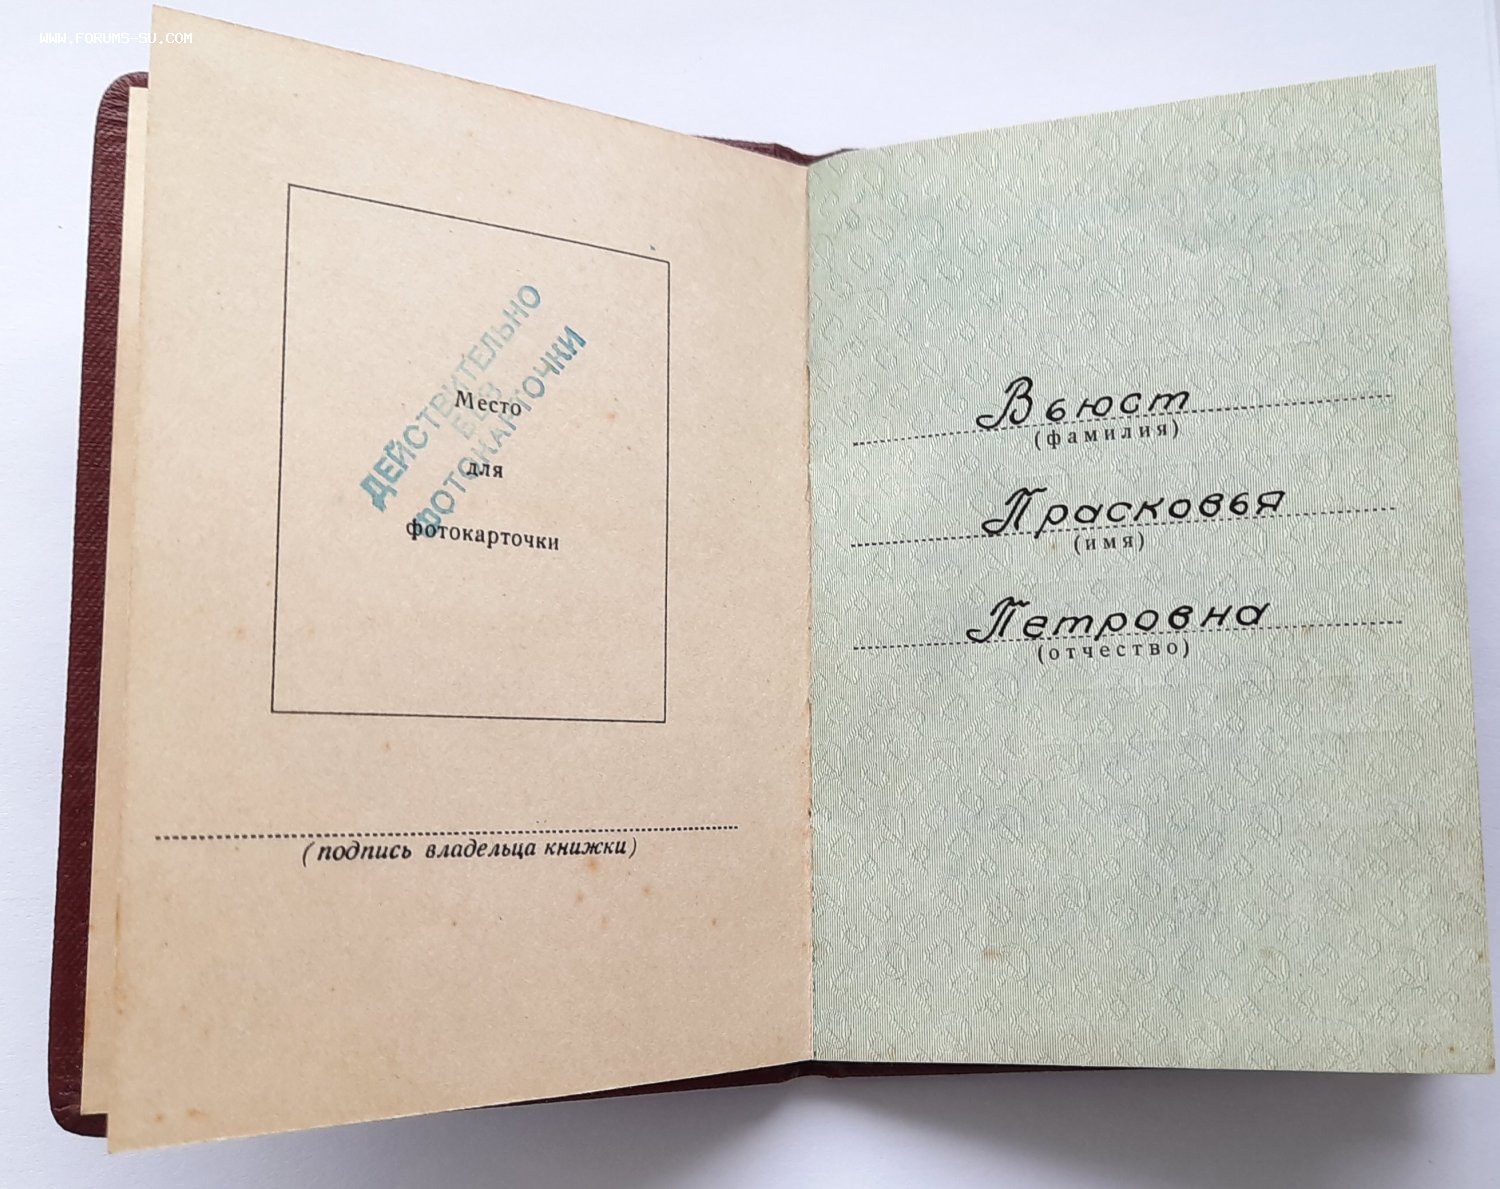 WWW.FORUMS-SU.COM
ДЕЙСТВИТЕЛЬНО
БЕЗ
ФОТОКАРТОЧКИ
Место
для
фотокарточки
(подпись владельца книжки)
Вьюст
(фамилия)
Прасковья
(имя)
Петровна
(отчество)